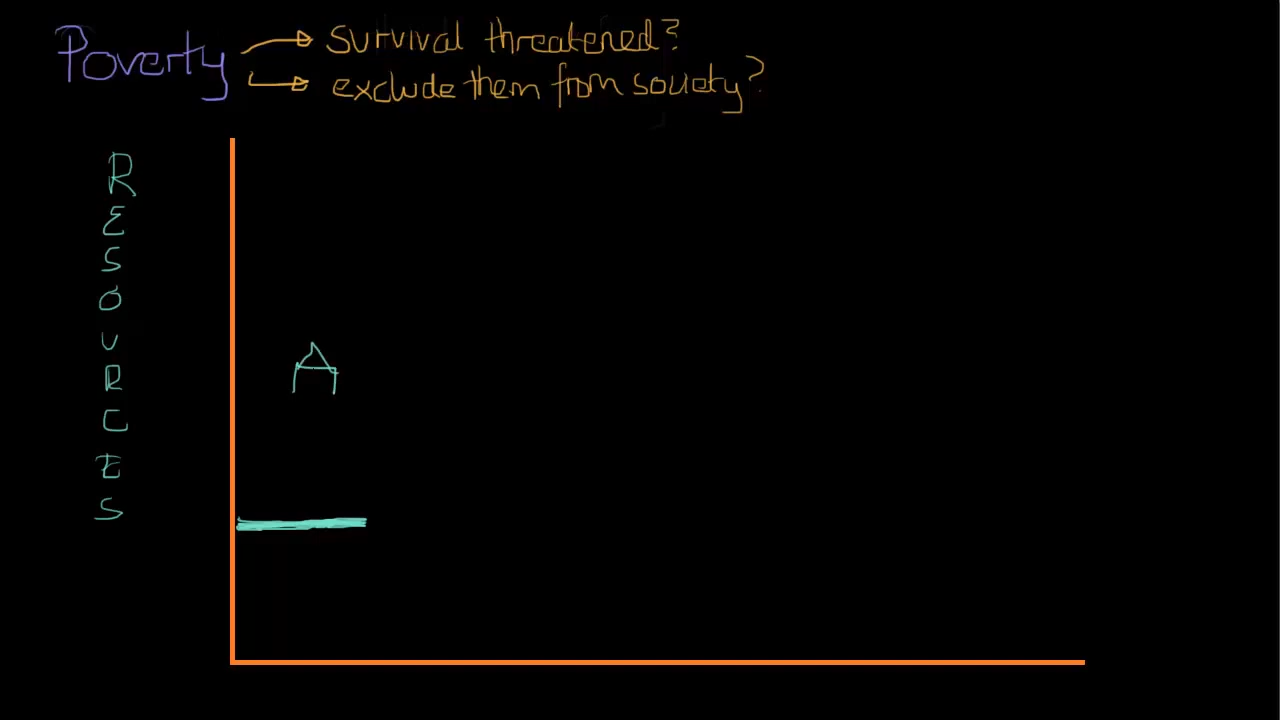 Poverty
survival threatened?
exclude them from society?
RESOURCES
A